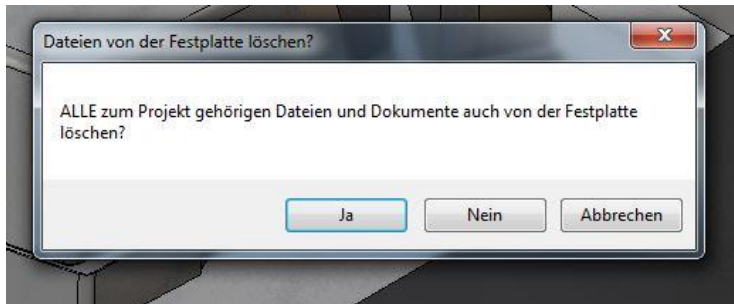 Dateien von der Festplatte löschen?
ALLE zum Projekt gehörigen Dateien und Dokumente auch von der Festplatte
löschen?
Ja Nein Abbrechen